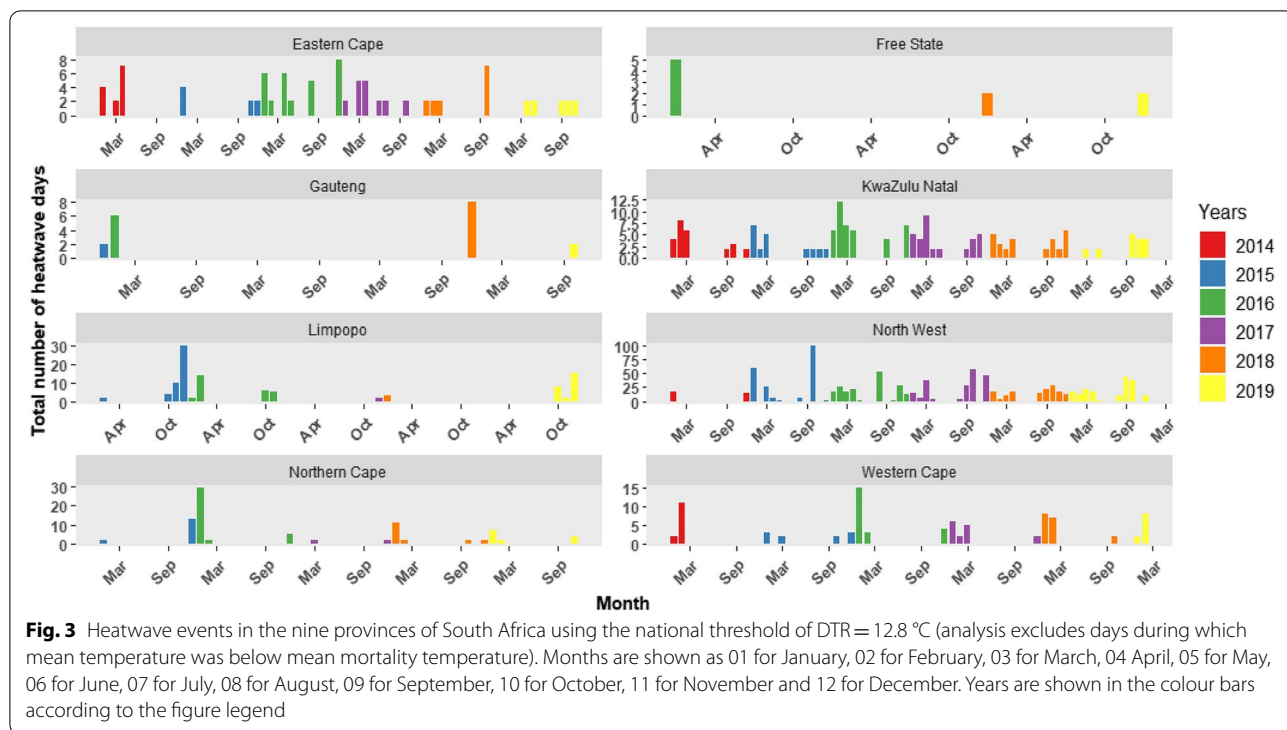 Eastern Cape
8
6
4
2
0
Mar Sep Mar Sep Mar Sep Mar Sep Mar Sep Mar Sep
Free State
5
4
3
2
1
0
Apr Oct Apr Oct Apr Oct
Gauteng
8
6
4
2
0
Mar Sep Mar Sep Mar Sep Mar Sep
KwaZulu Natal
12.5
10.0
7.5
5.0
2.5
0.0
Mar Sep Mar Sep Mar Sep Mar Sep Mar Sep Mar Sep Mar
Limpopo
30
20
10
0
Apr Oct Apr Oct Apr Oct Apr Oct Apr Oct
North West
100
75
50
25
0
Mar Sep Mar Sep Mar Sep Mar Sep Mar Sep Mar Sep Mar
Northern Cape
30
20
10
0
Mar Sep Mar Sep Mar Sep Mar Sep Mar Sep
Western Cape
15
10
5
0
Mar Sep Mar Sep Mar Sep Mar Sep Mar Sep Mar
Total number of heatwave days
Month
Years
2014
2015
2016
2017
2018
2019
Fig. 3 Heatwave events in the nine provinces of South Africa using the national threshold of DTR = 12.8 °C (analysis excludes days during which
mean temperature was below mean mortality temperature). Months are shown as 01 for January, 02 for February, 03 for March, 04 April, 05 for May,
06 for June, 07 for July, 08 for August, 09 for September, 10 for October, 11 for November and 12 for December. Years are shown in the colour bars
according to the figure legend